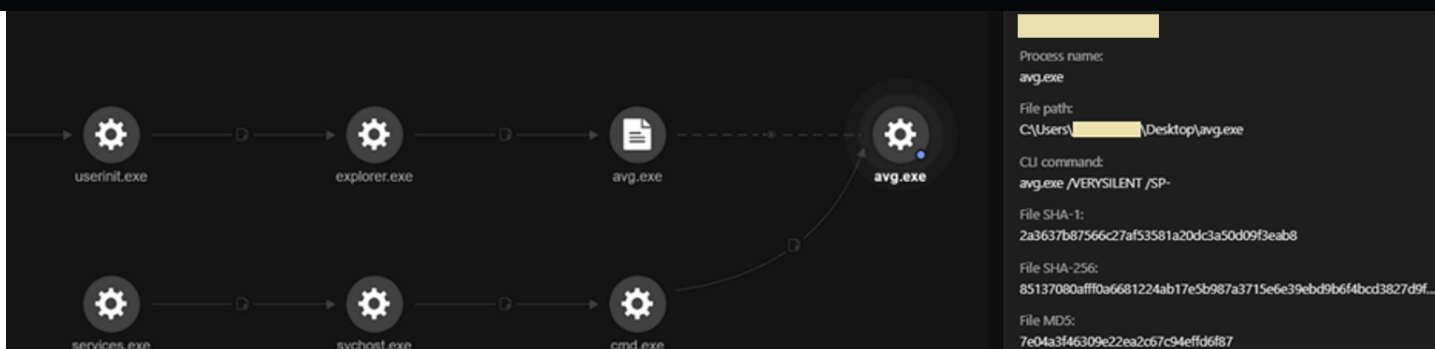 userinit.exe
explorer.exe
avg.exe
avg.exe
services.exe
svchost.exe
cmd.exe
Process name:
avg.exe
File path:
C:\Users\ \Desktop\avg.exe
CLI command:
avg.exe /VERYSILENT /SP-
File SHA-1:
2a3637b87566c27af53581a20dc3a50d09f3eab8
File SHA-256:
85137080afff0a6681224ab17e5b987a3715e6e39ebd9b6f4bcd3827d9f...
File MD5:
7e04a3f46309e22ea2c67c94effd6f87